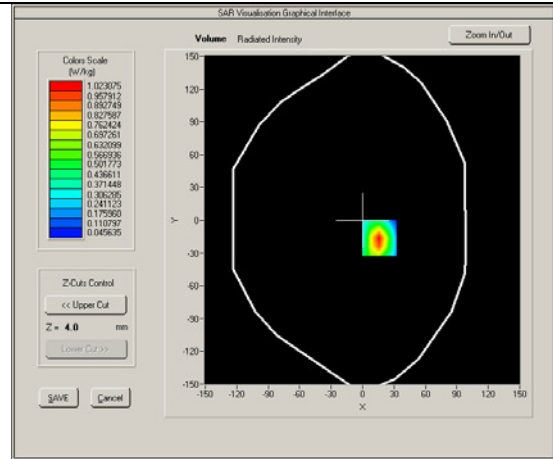 SAR Visualisation Graphical Interface
Volume Radiated Intensity
Zoom In/Out
Colors Scale
(W/kg)
1.023075
0.957912
0.892749
0.827587
0.762424
0.697261
0.632099
0.566936
0.501773
0.436611
0.371448
0.306285
0.241123
0.175960
0.110797
0.045635
Z-Cuts Control
<< Upper Cut
Z = 4.0 mm
Lower Cut >>
SAVE Cancel
150
120
90
60
30
0
-30
-60
-90
-120
-150
Y
-150 -120 -90 -60 -30 0 30 60 90 120 150
X